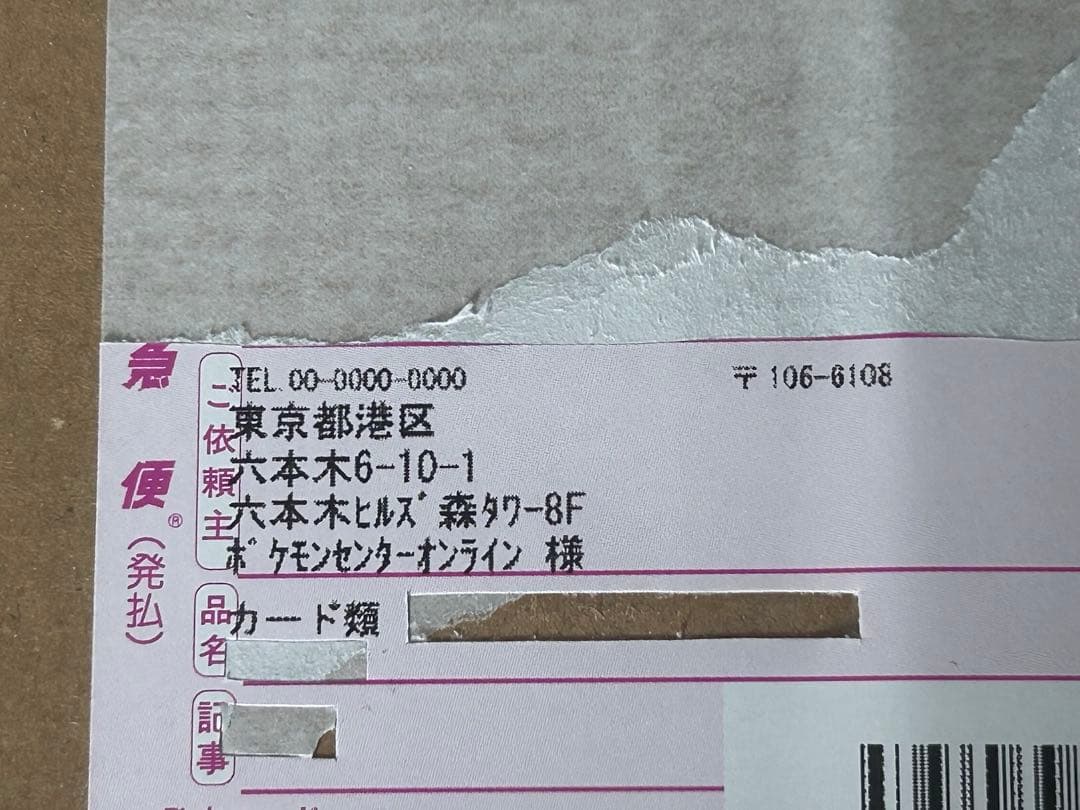 急便®(発払)
ご依頼主
TEL 00-0000-0000 〒106-6108
東京都港区
六本木6-10-1
六本木ヒルズ 森タワー8F
ポケモンセンターオンライン 様
品名
カード類
記事